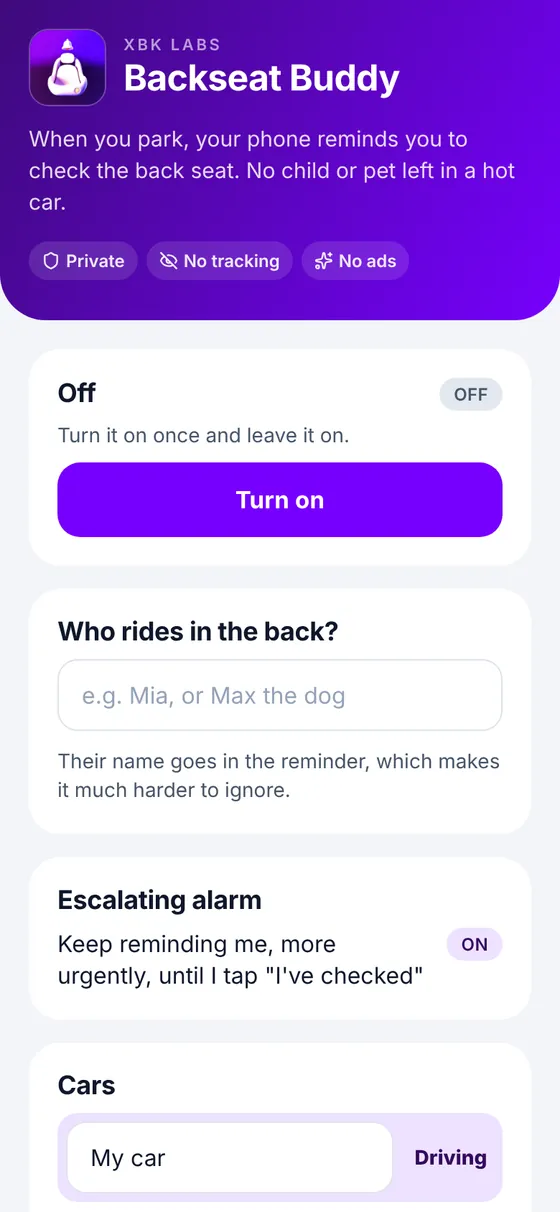 XBK LABS
Backseat Buddy
When you park, your phone reminds you to
check the back seat. No child or pet left in a hot
car.
Private
No tracking
No ads
Off
OFF
Turn it on once and leave it on.
Turn on
Who rides in the back?
e.g. Mia, or Max the dog
Their name goes in the reminder, which makes
it much harder to ignore.
Escalating alarm
Keep reminding me, more
urgently, until I tap "I've checked"
ON
Cars
My car
Driving